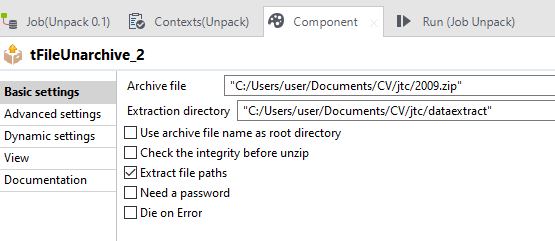 Job(Unpack 0.1) Contexts(Unpack) Component Run (Job Unpack)
tFileUnarchive_2
Basic settings
Advanced settings
Dynamic settings
View
Documentation
Archive file "C:/Users/user/Documents/CV/jtc/2009.zip"
Extraction directory "C:/Users/user/Documents/CV/jtc/dataextract"
Use archive file name as root directory
Check the integrity before unzip
Extract file paths
Need a password
Die on Error